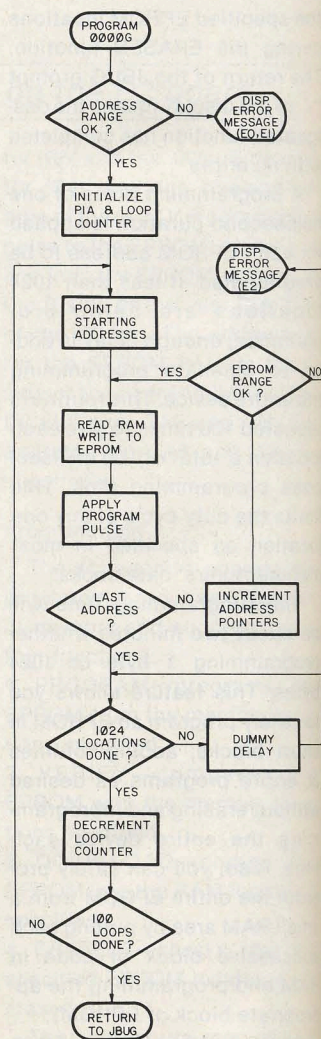 PROGRAM
0000G
ADDRESS
RANGE
OK ?
NO
DISP.
ERROR
MESSAGE
(E0,E1)
YES
INITIALIZE
PIA & LOOP
COUNTER
DISP.
ERROR
MESSAGE
(E2)
POINT
STARTING
ADDRESSES
YES
EPROM
RANGE
OK ?
NO
READ RAM
WRITE TO
EPROM
APPLY
PROGRAM
PULSE
LAST
ADDRESS
?
NO
INCREMENT
ADDRESS
POINTERS
YES
1024
LOCATIONS
DONE ?
NO
DUMMY
DELAY
YES
DECREMENT
LOOP
COUNTER
NO
100
LOOPS
DONE?
YES
RETURN
TO JBUG